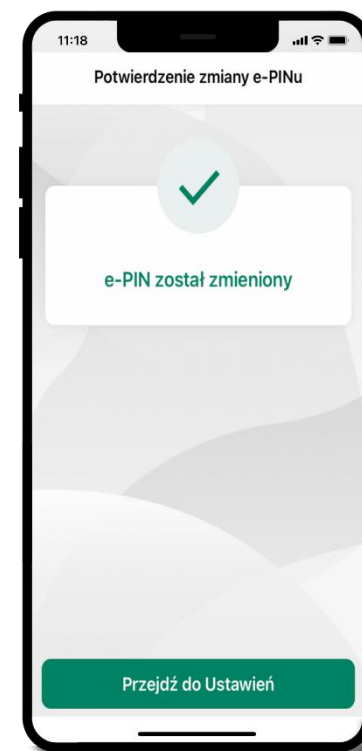 11:18
Potwierdzenie zmiany e-PINu
e-PIN został zmieniony
Przejdź do Ustawień